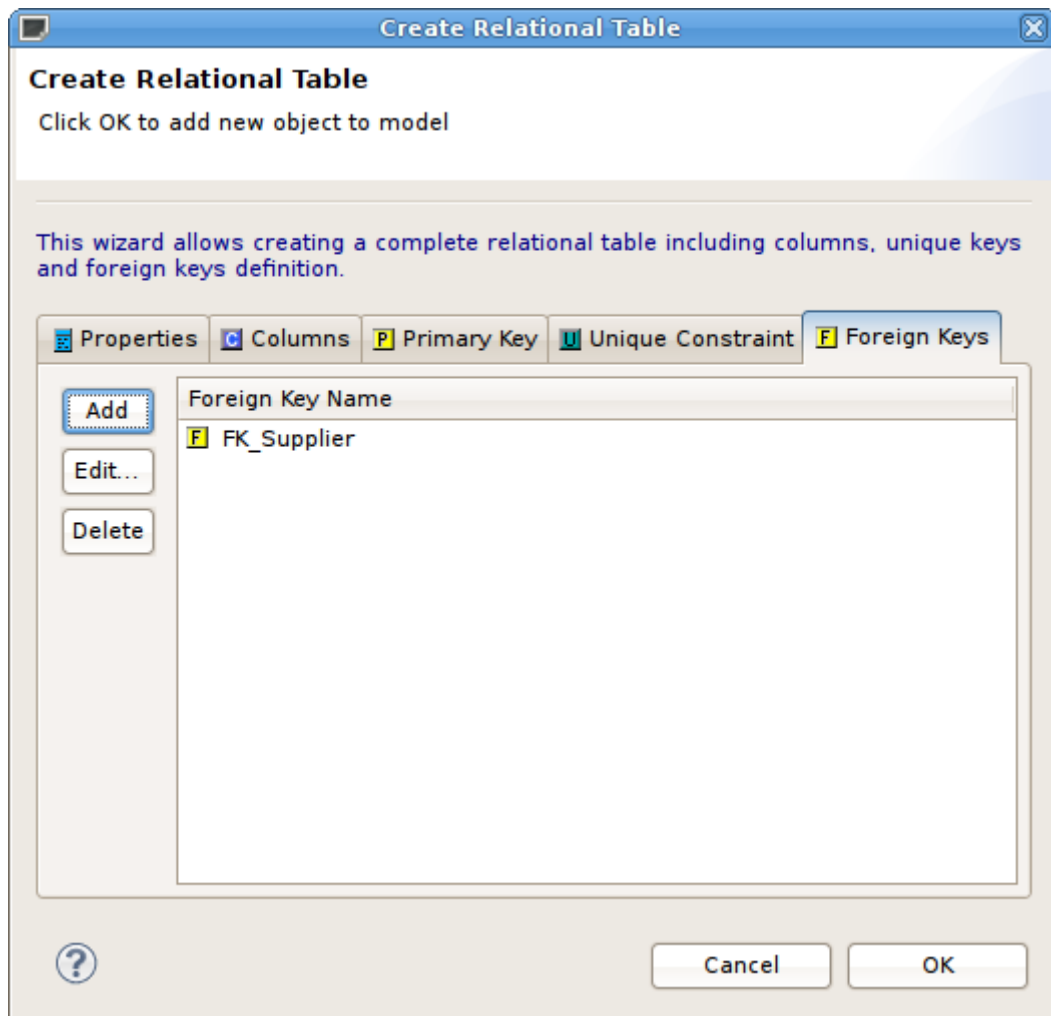 Create Relational Table
Create Relational Table
Click OK to add new object to model
This wizard allows creating a complete relational table including columns, unique keys
and foreign keys definition.
Properties C Columns P Primary Key U Unique Constraint F Foreign Keys
Add
Edit...
Delete
Foreign Key Name
F FK_Supplier
? Cancel OK